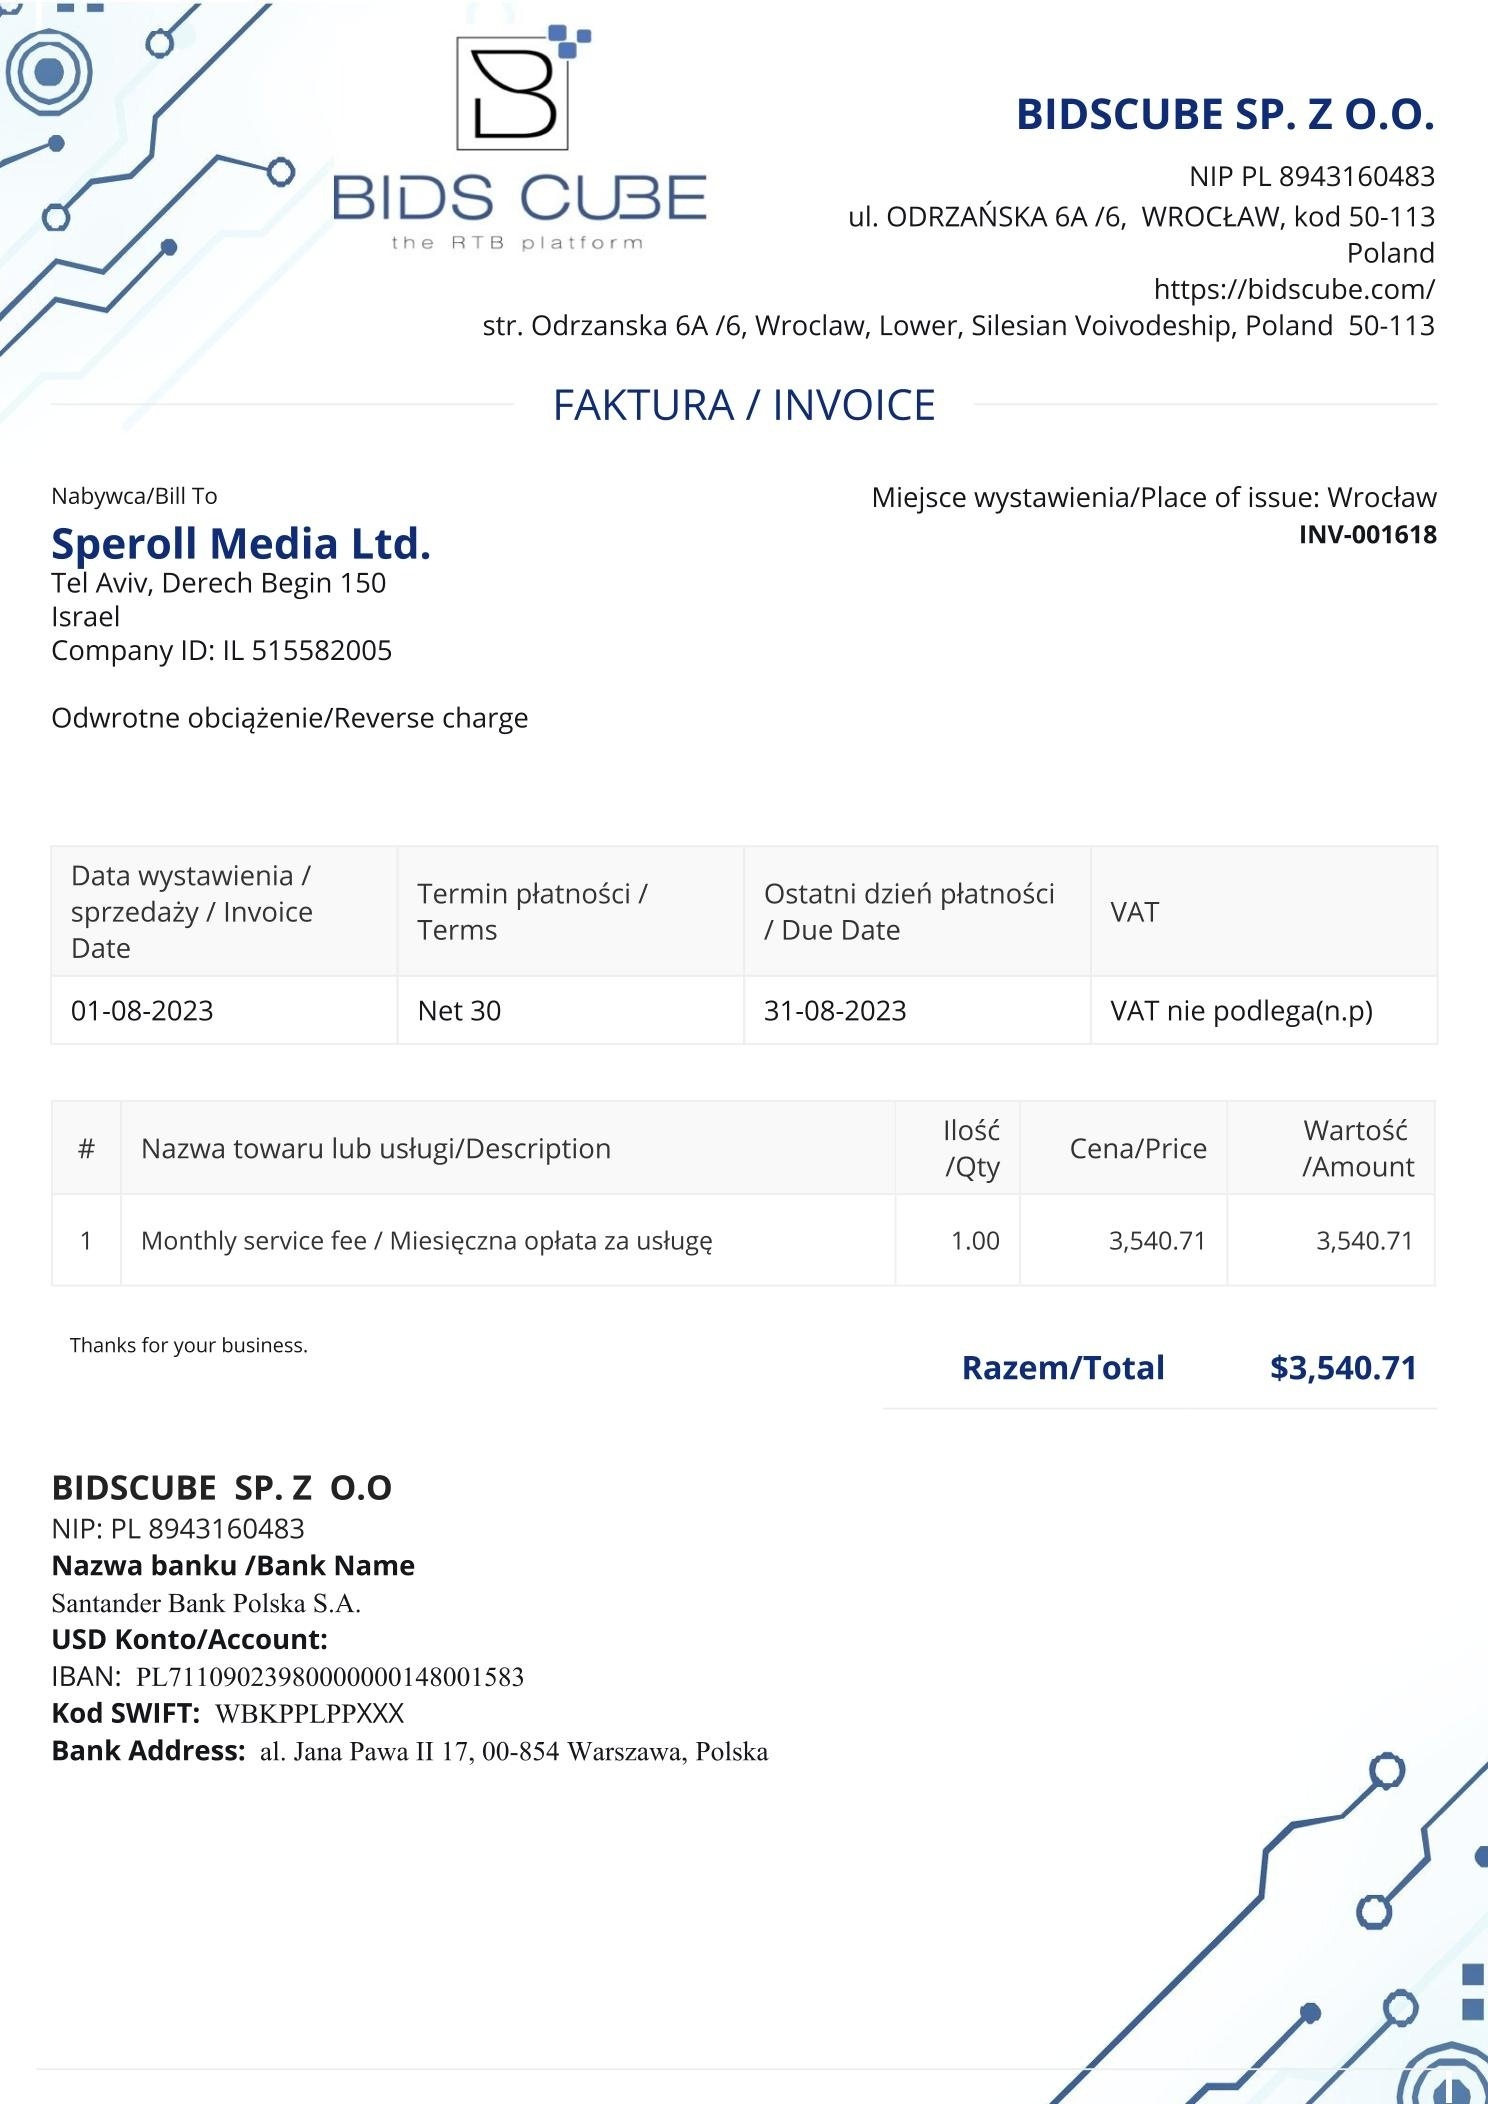 BIDS CUBE
the RTB platform
BIDSCUBE SP. Z O.O.
NIP PL 8943160483
ul. ODRZAŃSKA 6A /6, WROCŁAW, kod 50-113
Poland
https://bidscube.com/
str. Odrzanska 6A /6, Wroclaw, Lower, Silesian Voivodeship, Poland 50-113
FAKTURA / INVOICE
Nabywca/Bill To
Speroll Media Ltd.
Tel Aviv, Derech Begin 150
Israel
Company ID: IL 515582005
Odwrotne obciążenie/Reverse charge
Miejsce wystawienia/Place of issue: Wrocław
INV-001618
Data wystawienia /
sprzedaży / Invoice
Date
Termin płatności /
Terms
Ostatni dzień płatności
/ Due Date
VAT
01-08-2023
Net 30
31-08-2023
VAT nie podlega(n.p)
#
Nazwa towaru lub usługi/Description
Ilość
/Qty
Cena/Price
Wartość
/Amount
1
Monthly service fee / Miesięczna opłata za usługę
1.00
3,540.71
3,540.71
Thanks for your business.
Razem/Total $3,540.71
BIDSCUBE SP. Z O.O
NIP: PL 8943160483
Nazwa banku /Bank Name
Santander Bank Polska S.A.
USD Konto/Account:
IBAN: PL71109023980000000148001583
Kod SWIFT: WBKPPLPPXXX
Bank Address: al. Jana Pawa II 17, 00-854 Warszawa, Polska